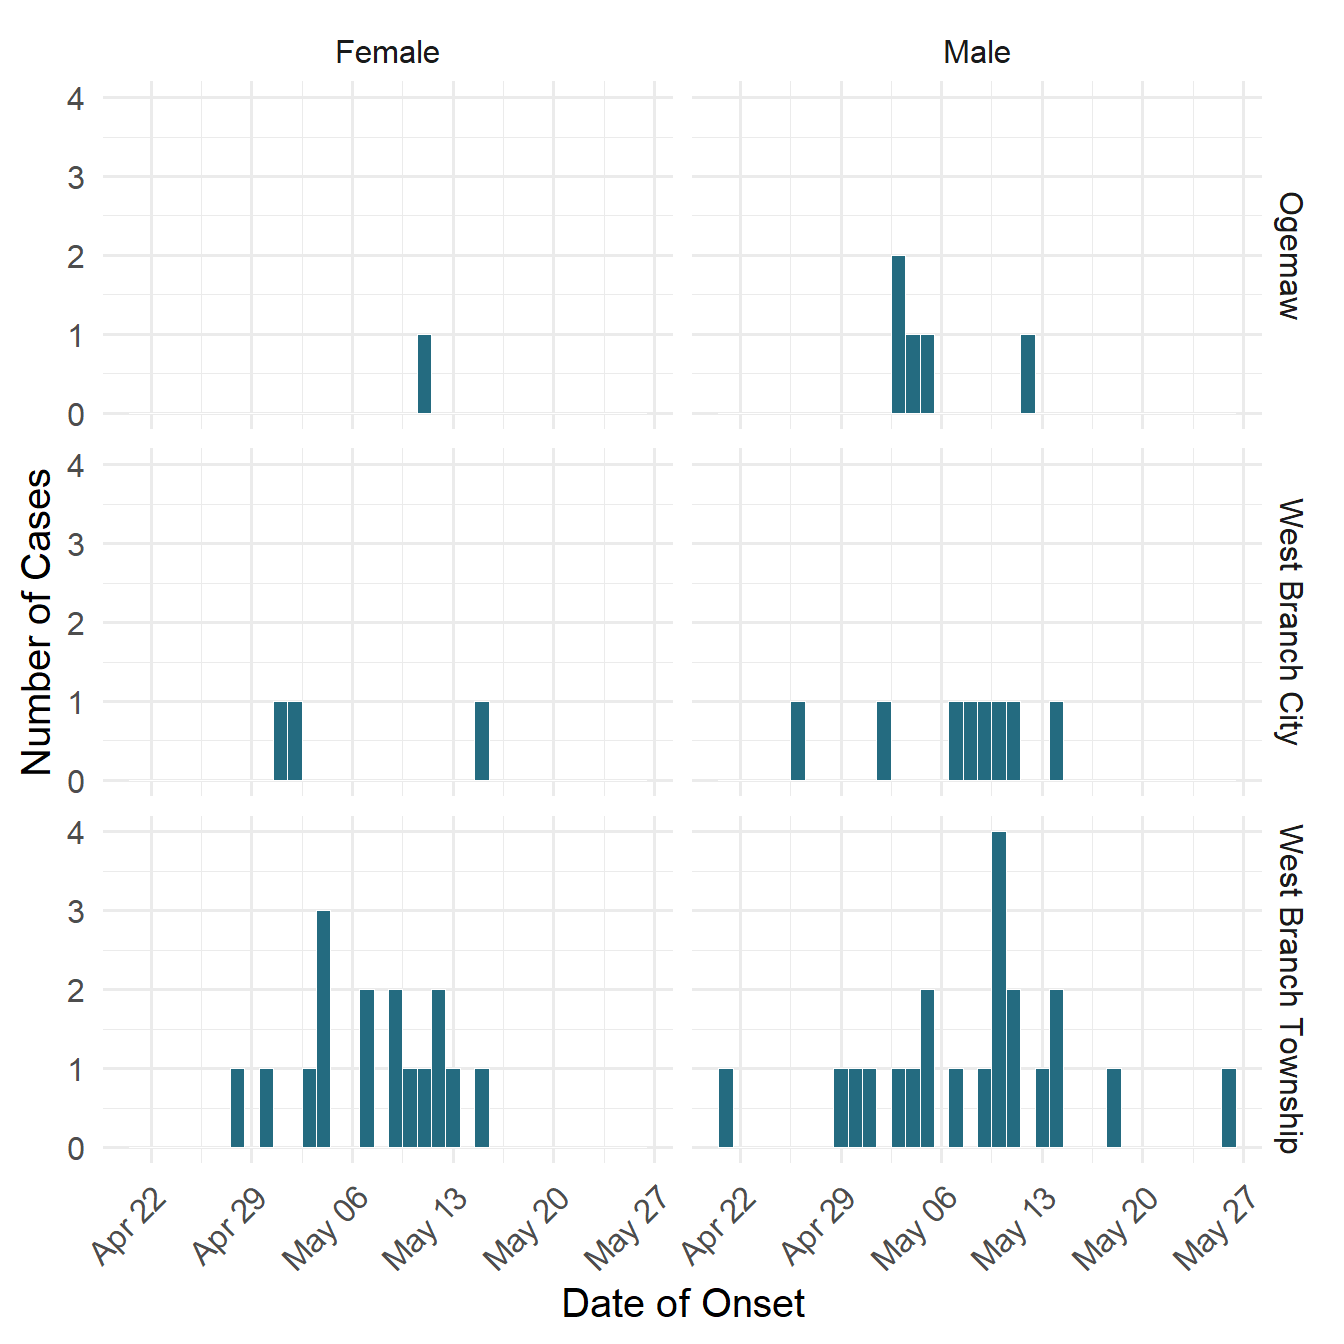 Female
Male
4
3
2
1
0
Ogemaw
4
3
2
1
0
West Branch City
4
3
2
1
0
West Branch Township
Number of Cases
Apr 22
Apr 29
May 06
May 13
May 20
May 27
Apr 22
Apr 29
May 06
May 13
May 20
May 27
Date of Onset